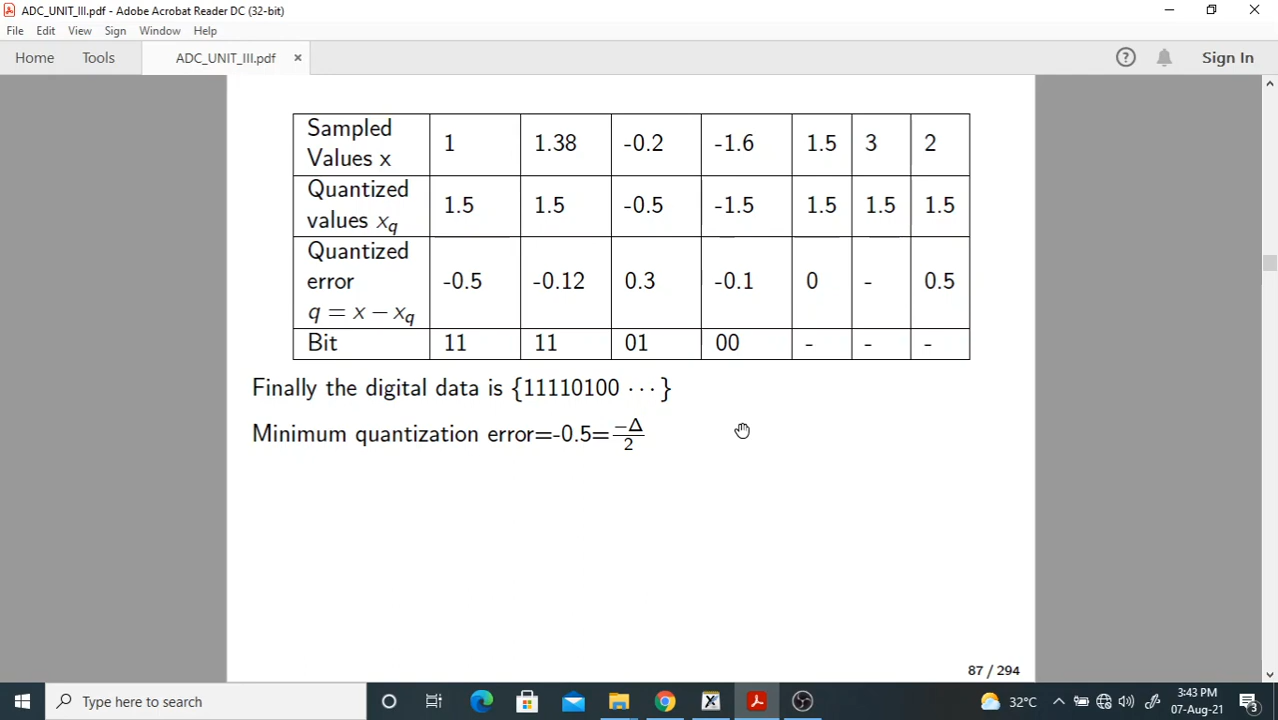 ADC_UNIT_III.pdf - Adobe Acrobat Reader DC (32-bit)
File Edit View Sign Window Help
Home Tools ADC_UNIT_III.pdf × ? Sign In
Sampled Values x 1 1.38 -0.2 -1.6 1.5 3 2
Quantized values x_q 1.5 1.5 -0.5 -1.5 1.5 1.5 1.5
Quantized error q = x − x_q -0.5 -0.12 0.3 -0.1 0 - 0.5
Bit 11 11 01 00 - - -
Finally the digital data is {11110100 ⋯}
Minimum quantization error=-0.5=−Δ/2
87 / 294
Type here to search 32°C 3:43 PM
07-Aug-21 3